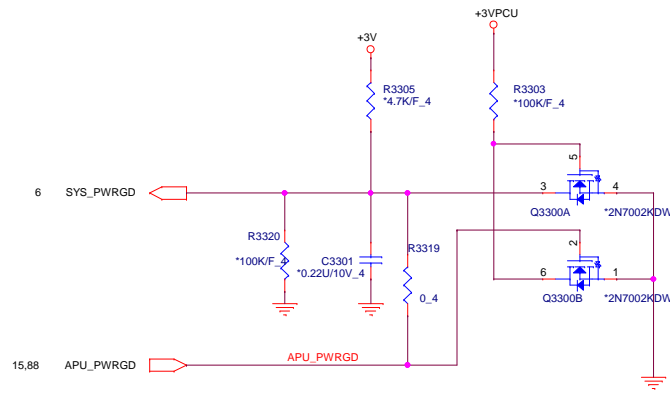 +3VPCU
+3V
R3305
*4.7K/F_4
R3303
*100K/F_4
5
6 SYS_PWRGD
3 4
Q3300A *2N7002KDW
R3320
*100K/F_4
C3301
*0.22U/10V_4
R3319
2
6 1
Q3300B *2N7002KDW
0_4
15,88 APU_PWRGD
APU_PWRGD